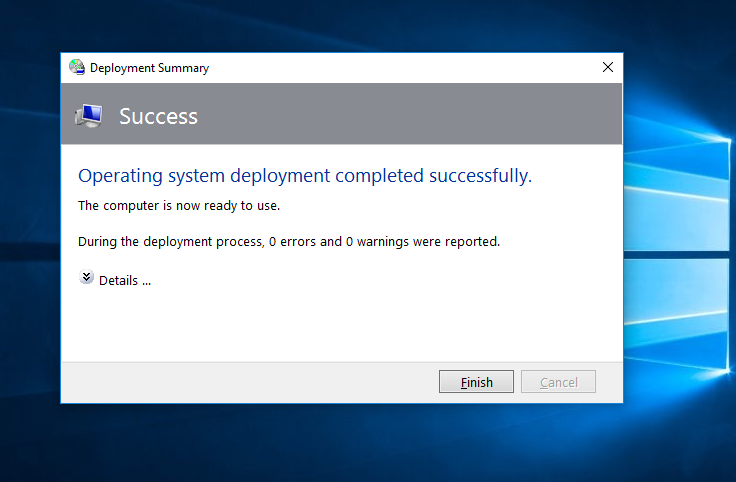 Deployment Summary
Success
Operating system deployment completed successfully.
The computer is now ready to use.
During the deployment process, 0 errors and 0 warnings were reported.
Details ...
Finish
Cancel